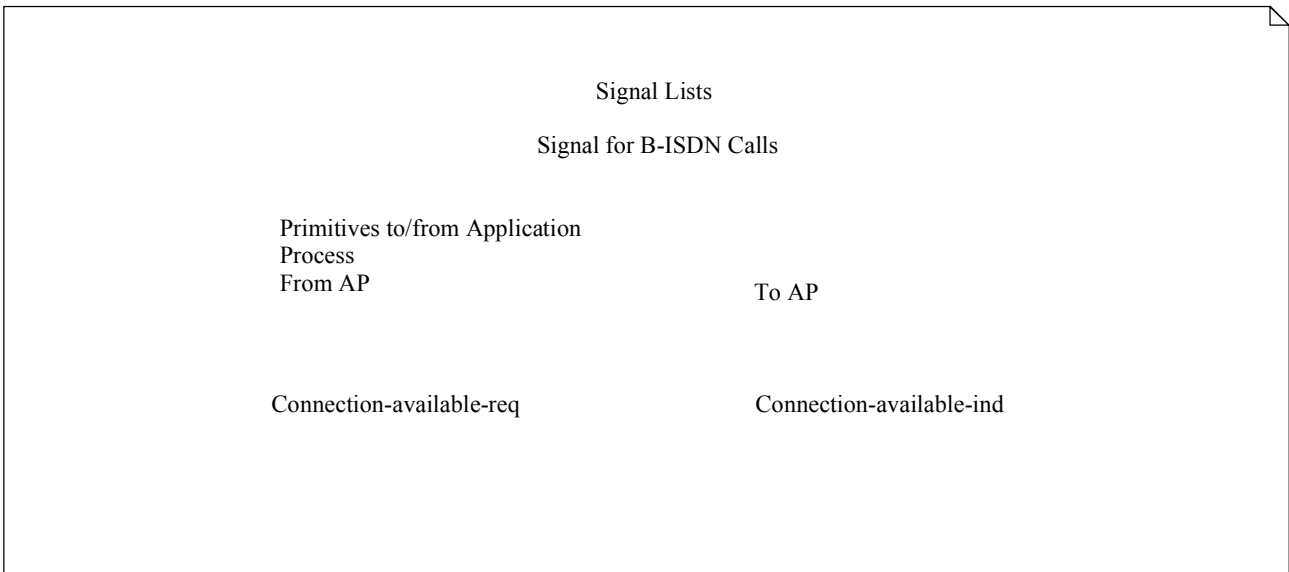 Signal Lists
Signal for B-ISDN Calls
Primitives to/from Application
Process
From AP
To AP
Connection-available-req
Connection-available-ind